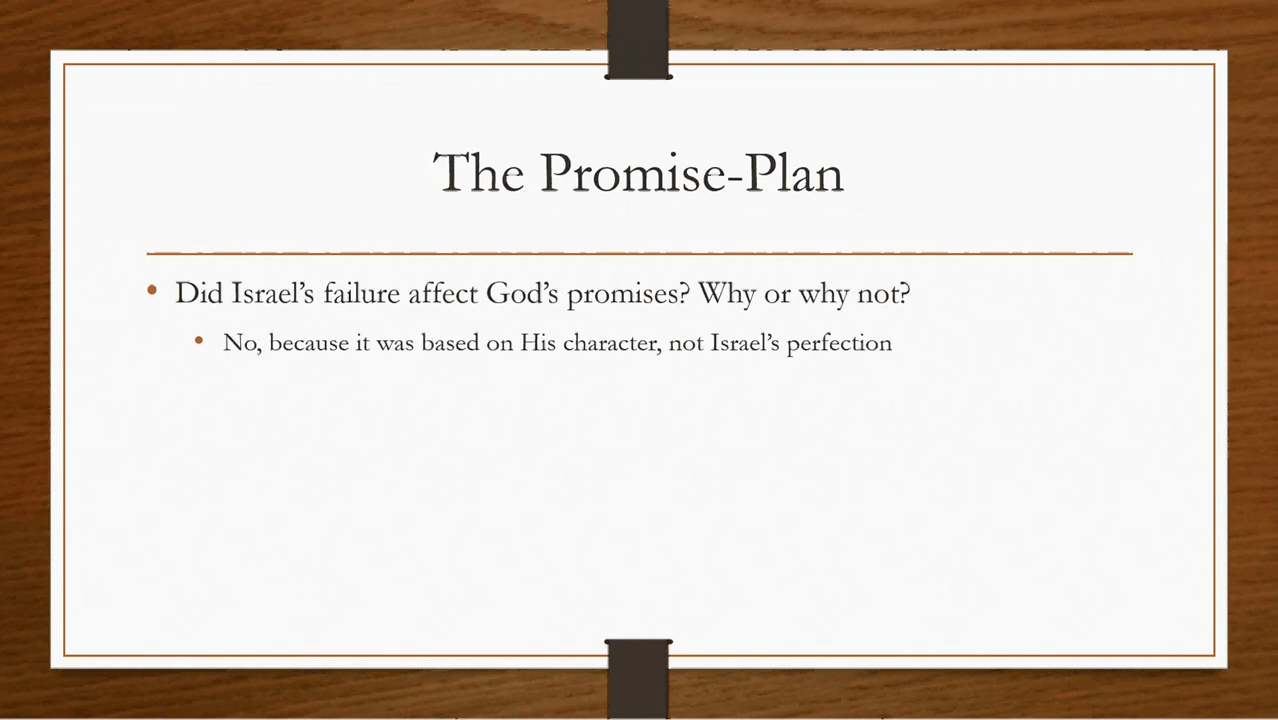 The Promise-Plan
• Did Israel’s failure affect God’s promises? Why or why not?
• No, because it was based on His character, not Israel’s perfection